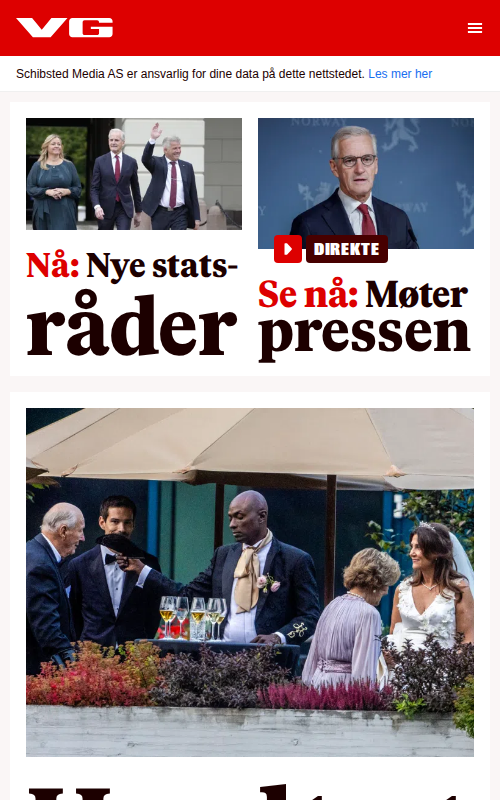 VG
Schibsted Media AS er ansvarlig for dine data på dette nettstedet. Les mer her
NORWAY
Nå: Nye stats-
råder
DIREKTE
Se nå: Møter
pressen